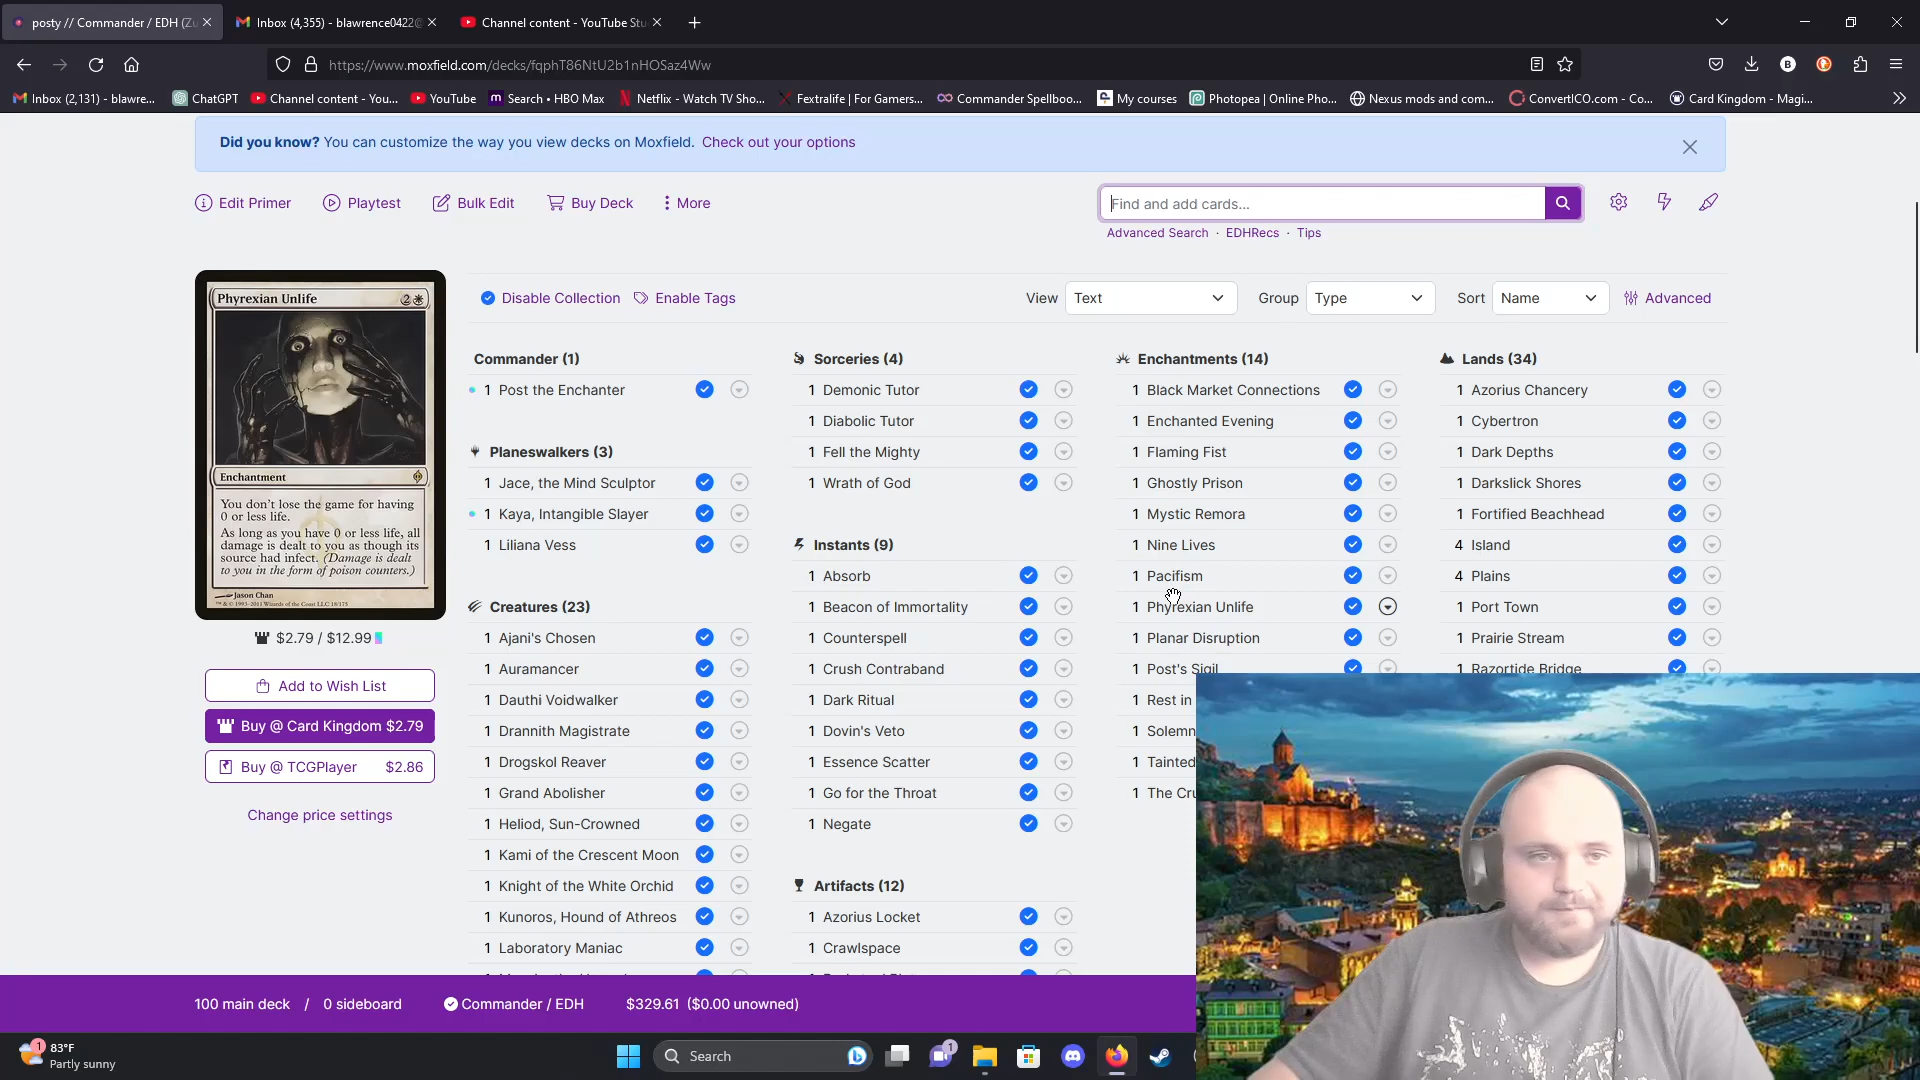 posty // Commander / EDH (Zu
Inbox (4,355) - blawrence0422@
Channel content - YouTube Stu
https://www.moxfield.com/decks/fqphT86NtU2b1nHOSaz4Ww
Inbox (2,131) - blawre...
ChatGPT
Channel content - You...
YouTube
Search • HBO Max
Netflix - Watch TV Sho...
Fextralife | For Gamers...
Commander Spellboo...
My courses
Photopea | Online Pho...
Nexus mods and com...
ConvertICO.com - Co...
Card Kingdom - Magi...
Did you know? You can customize the way you view decks on Moxfield. Check out your options
Edit Primer
Playtest
Bulk Edit
Buy Deck
More
Find and add cards...
Advanced Search · EDHRecs · Tips
Phyrexian Unlife 2
Enchantment
You don't lose the game for having
0 or less life.
As long as you have 0 or less life, all
damage is dealt to you as though its
source had infect. (Damage is dealt
to you in the form of poison counters.)
Jason Chan
$2.79 / $12.99
Add to Wish List
Buy @ Card Kingdom $2.79
Buy @ TCGPlayer $2.86
Change price settings
Disable Collection
Enable Tags
View Text
Group Type
Sort Name
Advanced
Commander (1)
1 Post the Enchanter
Planeswalkers (3)
1 Jace, the Mind Sculptor
1 Kaya, Intangible Slayer
1 Liliana Vess
Creatures (23)
1 Ajani's Chosen
1 Auramancer
1 Dauthi Voidwalker
1 Drannith Magistrate
1 Drogskol Reaver
1 Grand Abolisher
1 Heliod, Sun-Crowned
1 Kami of the Crescent Moon
1 Knight of the White Orchid
1 Kunoros, Hound of Athreos
1 Laboratory Maniac
Sorceries (4)
1 Demonic Tutor
1 Diabolic Tutor
1 Fell the Mighty
1 Wrath of God
Instants (9)
1 Absorb
1 Beacon of Immortality
1 Counterspell
1 Crush Contraband
1 Dark Ritual
1 Dovin's Veto
1 Essence Scatter
1 Go for the Throat
1 Negate
Artifacts (12)
1 Azorius Locket
1 Crawlspace
Enchantments (14)
1 Black Market Connections
1 Enchanted Evening
1 Flaming Fist
1 Ghostly Prison
1 Mystic Remora
1 Nine Lives
1 Pacifism
1 Phyrexian Unlife
1 Planar Disruption
1 Post's Sigil
1 Rest in
1 Solemn
1 Tainted
1 The Cru
Lands (34)
1 Azorius Chancery
1 Cybertron
1 Dark Depths
1 Darkslick Shores
1 Fortified Beachhead
4 Island
4 Plains
1 Port Town
1 Prairie Stream
1 Razortide Bridge
100 main deck / 0 sideboard
Commander / EDH
$329.61 ($0.00 unowned)
1
83°F
Partly sunny
Search
1